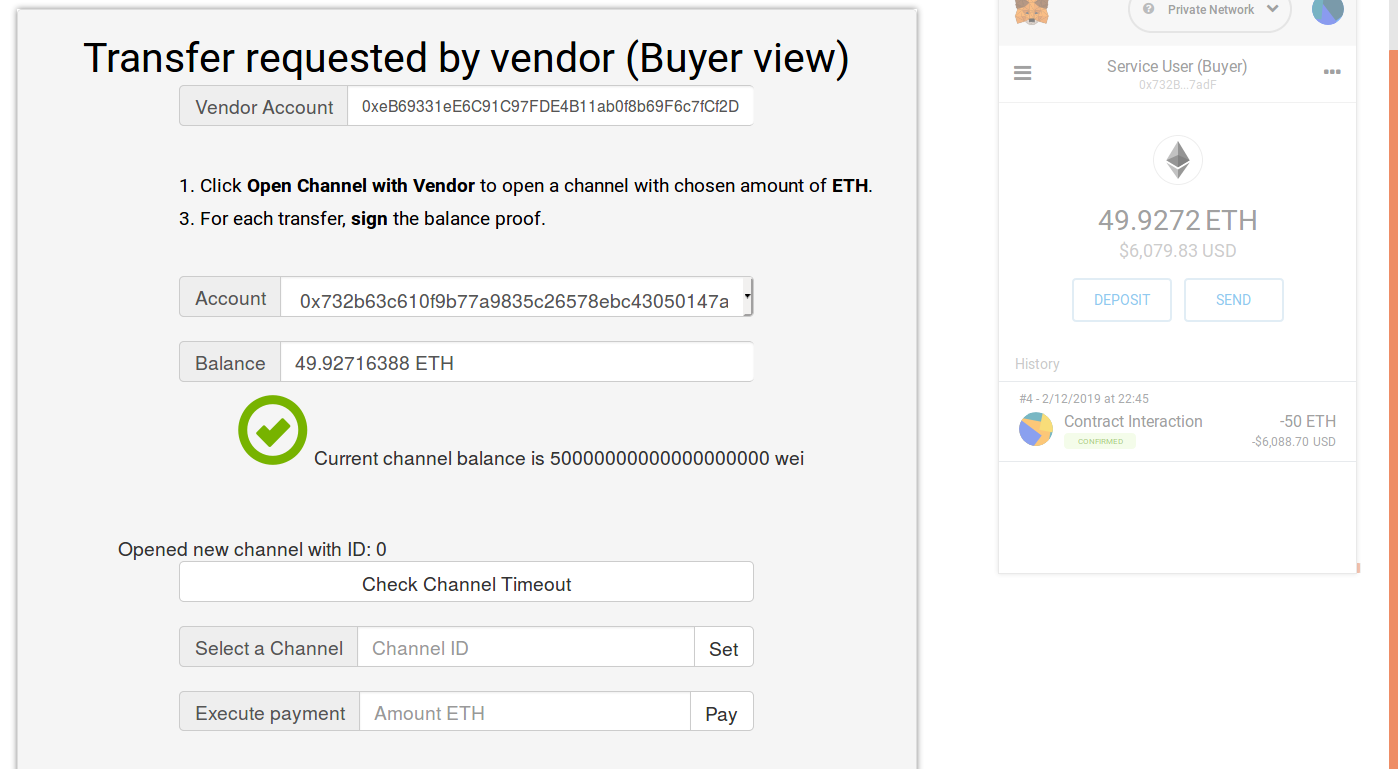 Transfer requested by vendor (Buyer view)
Vendor Account 0xeB69331eE6C91C97FDE4B11ab0f8b69F6c7fCf2D
1. Click Open Channel with Vendor to open a channel with chosen amount of ETH.
3. For each transfer, sign the balance proof.
Account 0x732b63c610f9b77a9835c26578ebc43050147a
Balance 49.92716388 ETH
Current channel balance is 50000000000000000000 wei
Opened new channel with ID: 0
Check Channel Timeout
Select a Channel Channel ID Set
Execute payment Amount ETH Pay
Private Network
Service User (Buyer)
0x732B...7adF
49.9272 ETH
$6,079.83 USD
DEPOSIT SEND
History
#4 - 2/12/2019 at 22:45
Contract Interaction -50 ETH
CONFIRMED -$6,088.70 USD